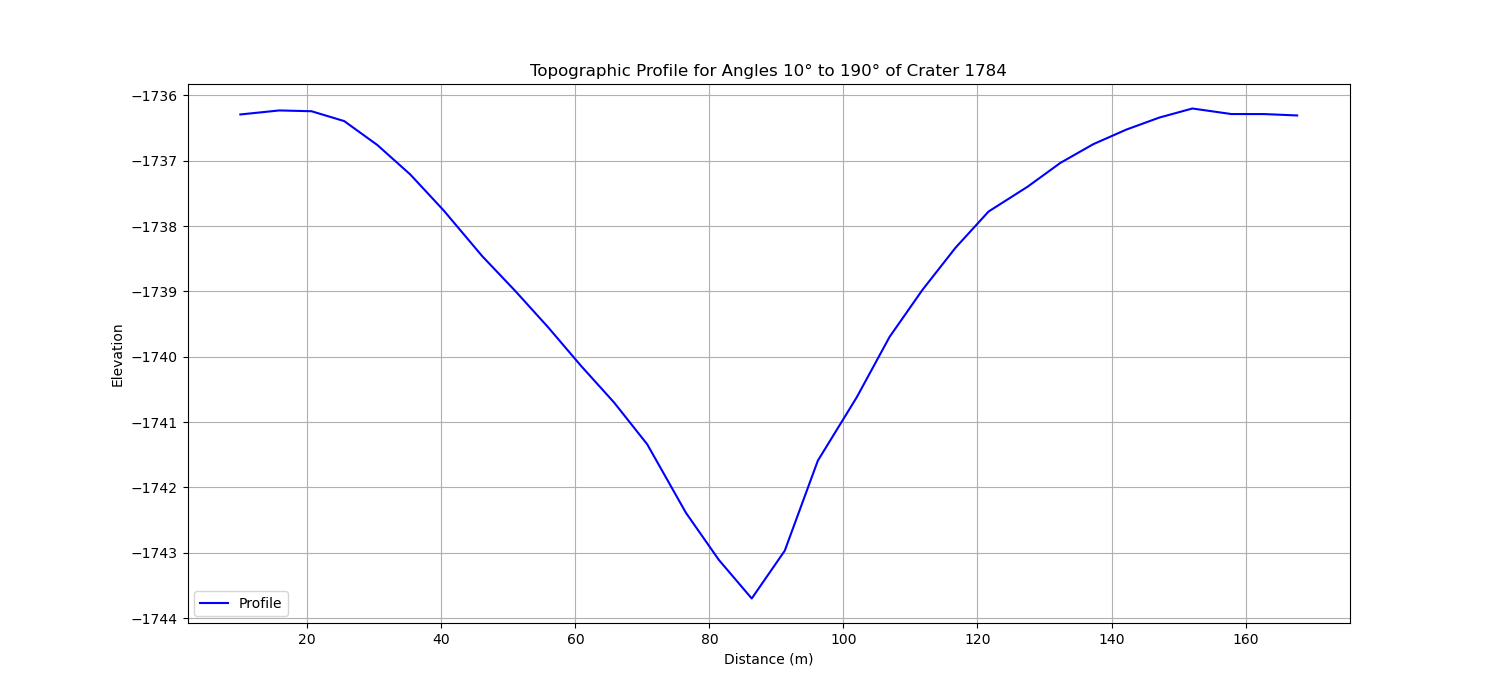 Topographic Profile for Angles 10° to 190° of Crater 1784
−1736
−1737
−1738
−1739
−1740
−1741
−1742
−1743
−1744
Elevation
Profile
20 40 60 80 100 120 140 160
Distance (m)